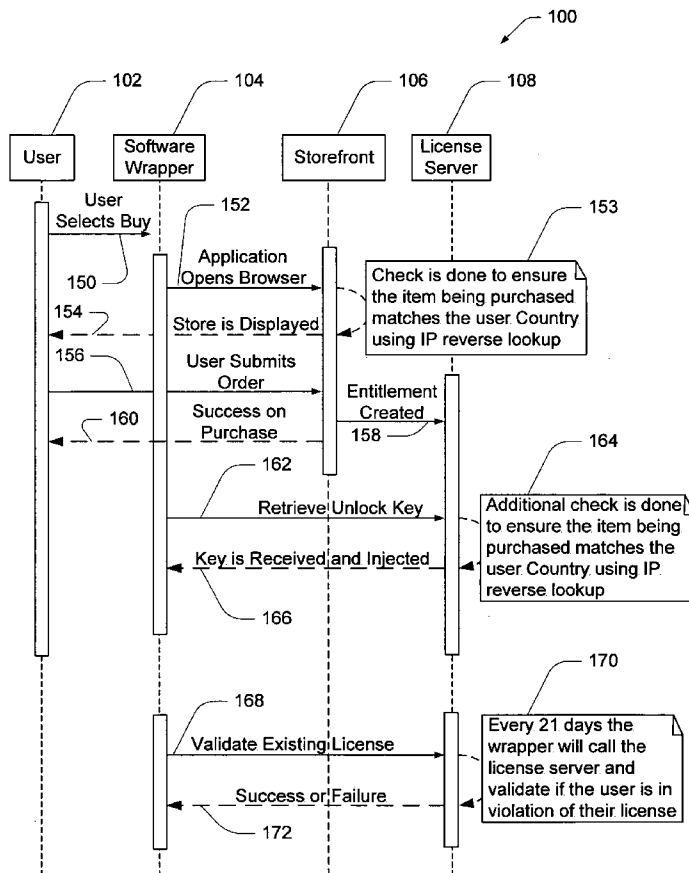 100
102
104
106
108
User
Software
Wrapper
Storefront
License
Server
User
Selects Buy
150
152
153
Application
Opens Browser
Check is done to ensure
the item being purchased
matches the user Country
using IP reverse lookup
154
Store is Displayed
156
User Submits
Order
Entitlement
Created
158
160
Success on
Purchase
162
164
Retrieve Unlock Key
Additional check is done
to ensure the item being
purchased matches the
user Country using IP
reverse lookup
Key is Received and Injected
166
168
170
Validate Existing License
Every 21 days the
wrapper will call the
license server and
validate if the user is in
violation of their license
Success or Failure
172